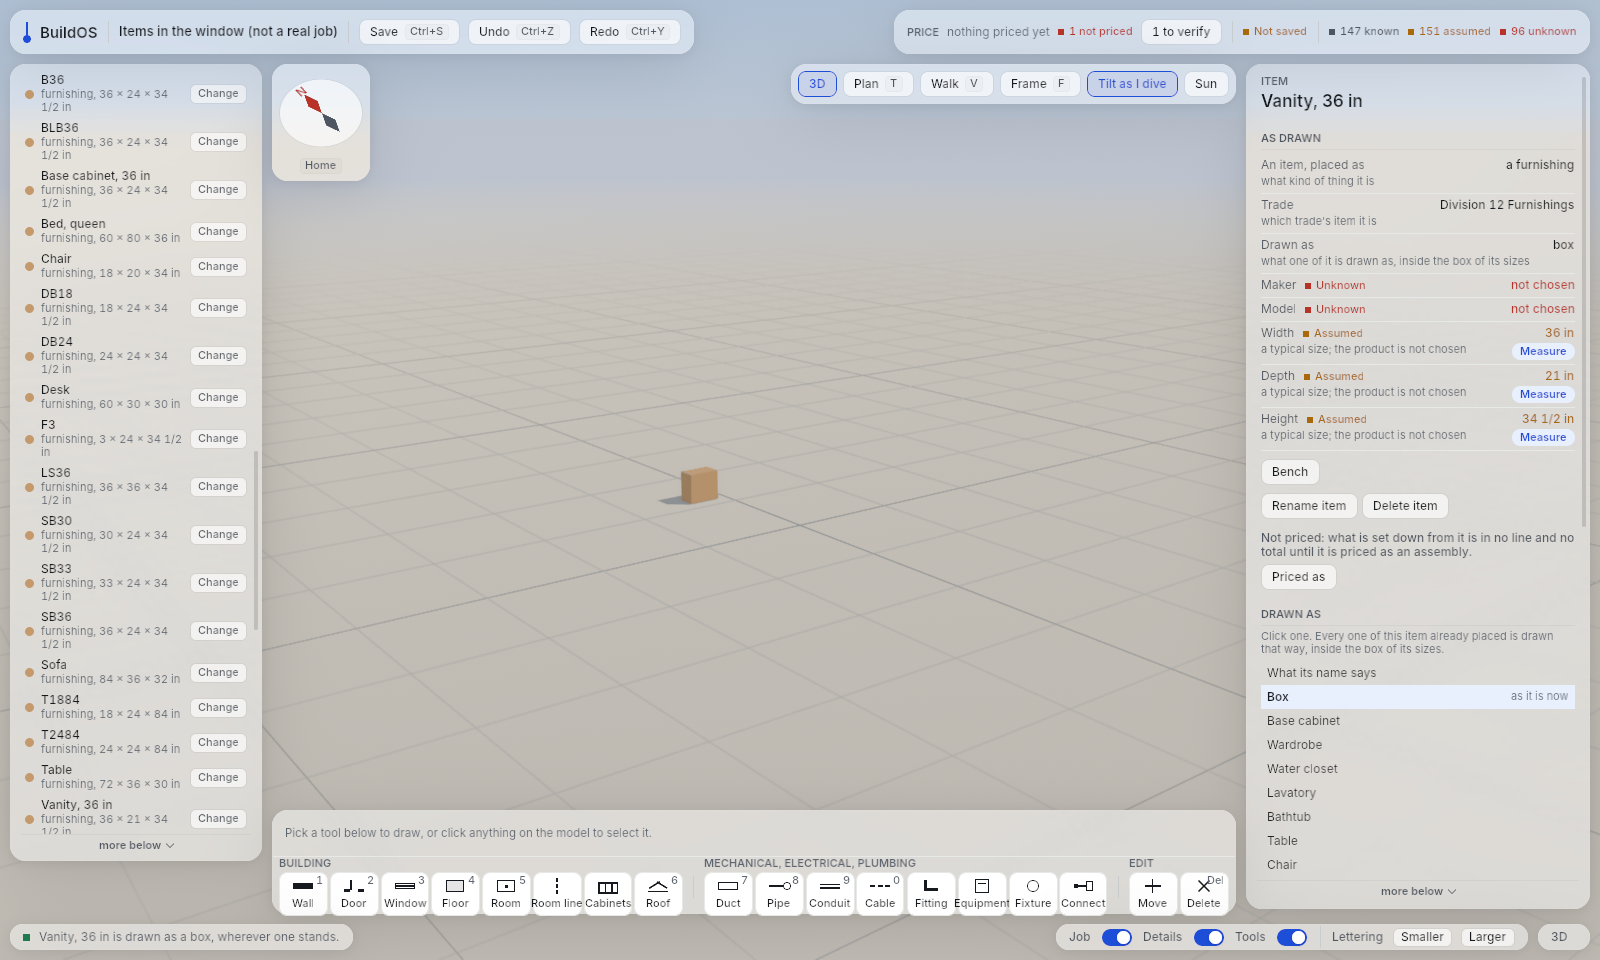 BuildOS
Items in the window (not a real job)
Save Ctrl+S
Undo Ctrl+Z
Redo Ctrl+Y
PRICE nothing priced yet 1 not priced
1 to verify
Not saved
147 known 151 assumed 96 unknown
B36
furnishing, 36 × 24 × 34
1/2 in
Change
BLB36
furnishing, 36 × 24 × 34
1/2 in
Change
Base cabinet, 36 in
furnishing, 36 × 24 × 34
1/2 in
Change
Bed, queen
furnishing, 60 × 80 × 36 in
Change
Chair
furnishing, 18 × 20 × 34 in
Change
DB18
furnishing, 18 × 24 × 34
1/2 in
Change
DB24
furnishing, 24 × 24 × 34
1/2 in
Change
Desk
furnishing, 60 × 30 × 30 in
Change
F3
furnishing, 3 × 24 × 34 1/2
in
Change
LS36
furnishing, 36 × 36 × 34
1/2 in
Change
SB30
furnishing, 30 × 24 × 34
1/2 in
Change
SB33
furnishing, 33 × 24 × 34
1/2 in
Change
SB36
furnishing, 36 × 24 × 34
1/2 in
Change
Sofa
furnishing, 84 × 36 × 32 in
Change
T1884
furnishing, 18 × 24 × 84 in
Change
T2484
furnishing, 24 × 24 × 84 in
Change
Table
furnishing, 72 × 36 × 30 in
Change
Vanity, 36 in
furnishing, 36 × 21 × 34
1/2 in
Change
more below
N
Home
3D
Plan T
Walk V
Frame F
Tilt as I dive
Sun
ITEM
Vanity, 36 in
AS DRAWN
An item, placed as a furnishing
what kind of thing it is
Trade Division 12 Furnishings
which trade's item it is
Drawn as box
what one of it is drawn as, inside the box of its sizes
Maker Unknown not chosen
Model Unknown not chosen
Width Assumed 36 in
a typical size; the product is not chosen Measure
Depth Assumed 21 in
a typical size; the product is not chosen Measure
Height Assumed 34 1/2 in
a typical size; the product is not chosen Measure
Bench
Rename item Delete item
Not priced: what is set down from it is in no line and no
total until it is priced as an assembly.
Priced as
DRAWN AS
Click one. Every one of this item already placed is drawn
that way, inside the box of its sizes.
What its name says
Box as it is now
Base cabinet
Wardrobe
Water closet
Lavatory
Bathtub
Table
Chair
more below
Pick a tool below to draw, or click anything on the model to select it.
BUILDING
1 Wall
2 Door
3 Window
4 Floor
5 Room
Room line
Cabinets
6 Roof
MECHANICAL, ELECTRICAL, PLUMBING
7 Duct
8 Pipe
9 Conduit
0 Cable
Fitting
Equipment
Fixture
Connect
EDIT
Move
Del Delete
Vanity, 36 in is drawn as a box, wherever one stands.
Job
Details
Tools
Lettering
Smaller
Larger
3D